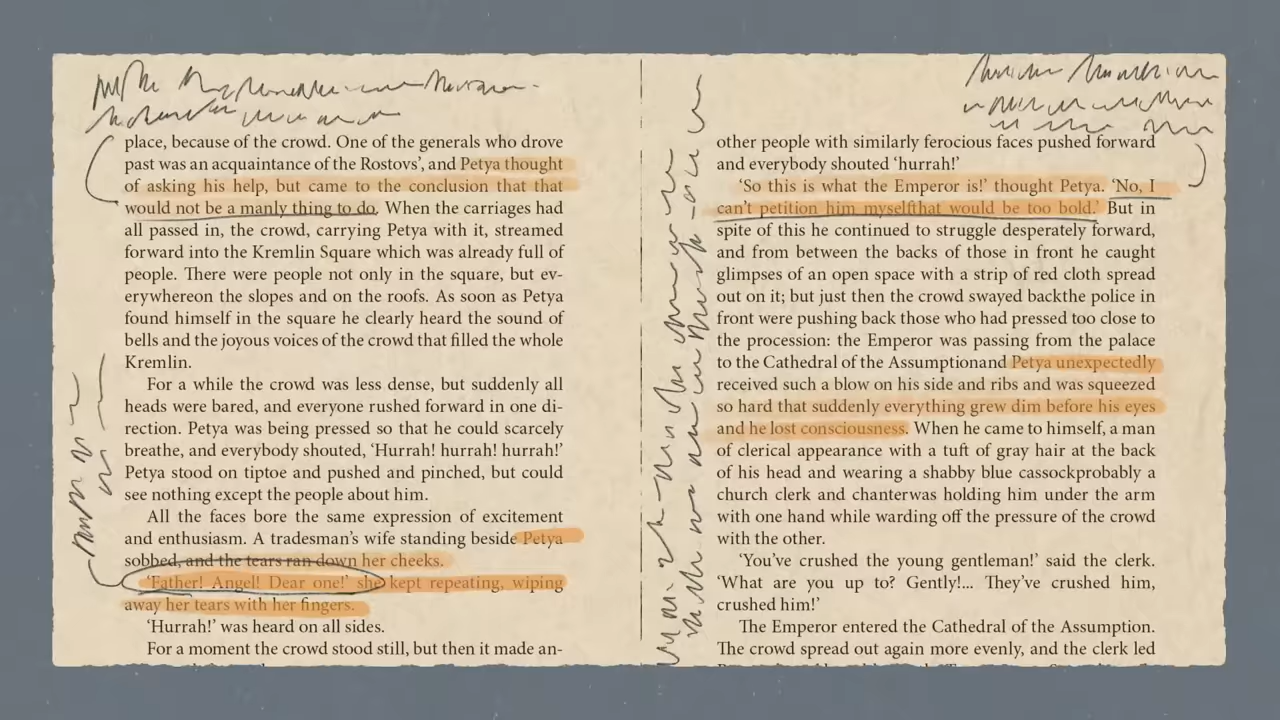 place, because of the crowd. One of the generals who drove
past was an acquaintance of the Rostovs’, and Petya thought
of asking his help, but came to the conclusion that that
would not be a manly thing to do. When the carriages had
all passed in, the crowd, carrying Petya with it, streamed
forward into the Kremlin Square which was already full of
people. There were people not only in the square, but ev-
erywhereon the slopes and on the roofs. As soon as Petya
found himself in the square he clearly heard the sound of
bells and the joyous voices of the crowd that filled the whole
Kremlin.
For a while the crowd was less dense, but suddenly all
heads were bared, and everyone rushed forward in one di-
rection. Petya was being pressed so that he could scarcely
breathe, and everybody shouted, ‘Hurrah! hurrah! hurrah!’
Petya stood on tiptoe and pushed and pinched, but could
see nothing except the people about him.
All the faces bore the same expression of excitement
and enthusiasm. A tradesman’s wife standing beside Petya
sobbed, and the tears ran down her cheeks.
‘Father! Angel! Dear one!’ she kept repeating, wiping
away her tears with her fingers.
‘Hurrah!’ was heard on all sides.
For a moment the crowd stood still, but then it made an-
other people with similarly ferocious faces pushed forward
and everybody shouted ‘hurrah!’
‘So this is what the Emperor is!’ thought Petya. ‘No, I
can’t petition him myselfthat would be too bold.’ But in
spite of this he continued to struggle desperately forward,
and from between the backs of those in front he caught
glimpses of an open space with a strip of red cloth spread
out on it; but just then the crowd swayed backthe police in
front were pushing back those who had pressed too close to
the procession: the Emperor was passing from the palace
to the Cathedral of the Assumptionand Petya unexpectedly
received such a blow on his side and ribs and was squeezed
so hard that suddenly everything grew dim before his eyes
and he lost consciousness. When he came to himself, a man
of clerical appearance with a tuft of gray hair at the back
of his head and wearing a shabby blue cassockprobably a
church clerk and chanterwas holding him under the arm
with one hand while warding off the pressure of the crowd
with the other.
‘You’ve crushed the young gentleman!’ said the clerk.
‘What are you up to? Gently!... They’ve crushed him,
crushed him!’
The Emperor entered the Cathedral of the Assumption.
The crowd spread out again more evenly, and the clerk led